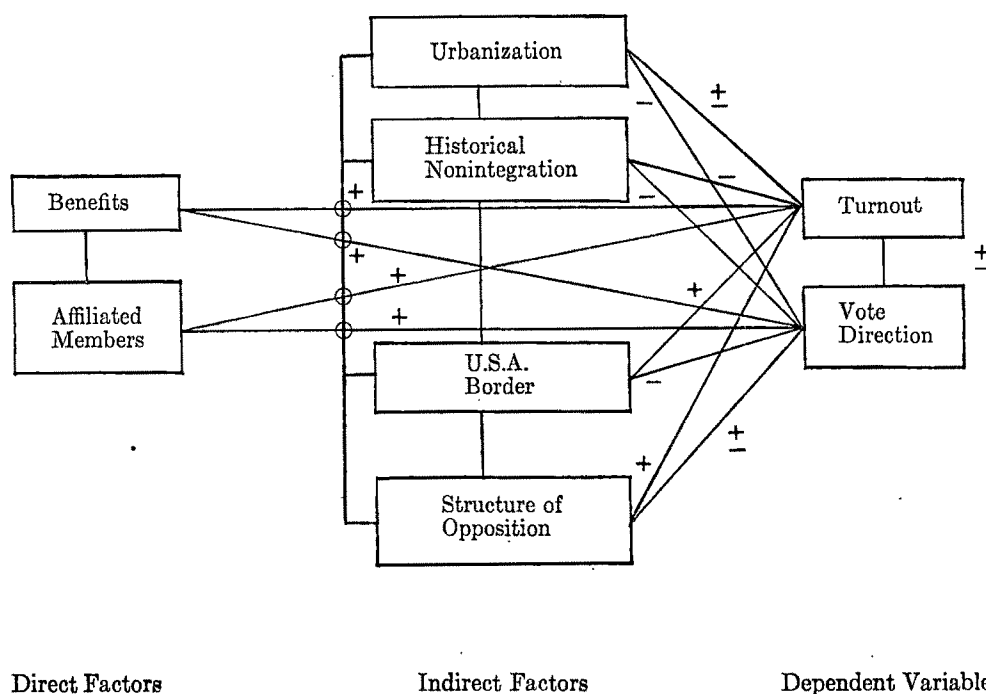 Urbanization
±
−
Historical
Nonintegration
−
−
Benefits
+
Turnout
+
±
+
Affiliated
Members
+
+
Vote
Direction
U.S.A.
Border
−
±
+
Structure of
Opposition
Direct Factors
Indirect Factors
Dependent Variable